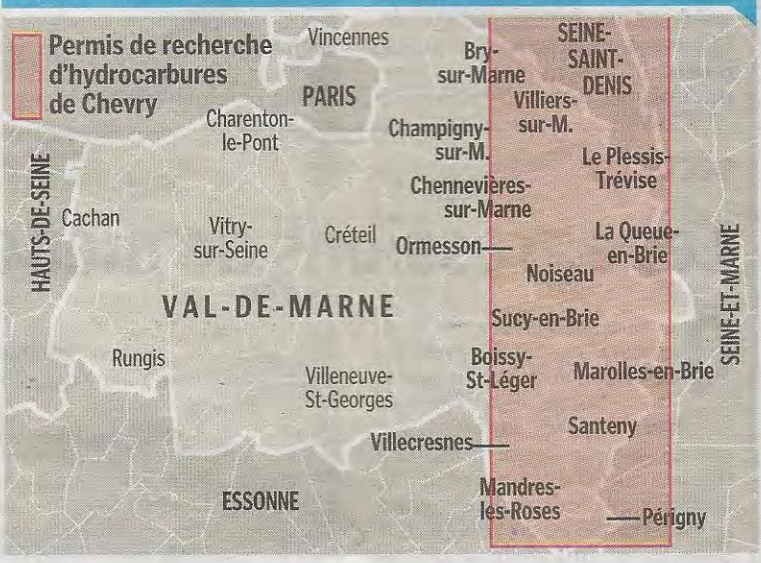 Permis de recherche
d'hydrocarbures
de Chevry
Vincennes
PARIS
Charenton-
le-Pont
Bry-
sur-Marne
SEINE-
SAINT-
DENIS
Villiers-
sur-M.
Champigny-
sur-M.
Le Plessis-
Trévise
Chennevières-
sur-Marne
HAUTS-DE-SEINE
Cachan
Vitry-
sur-Seine
Créteil
Ormesson
La Queue-
en-Brie
Noiseau
SEINE-ET-MARNE
VAL-DE-MARNE
Sucy-en-Brie
Rungis
Villeneuve-
St-Georges
Boissy-
St-Léger
Marolles-en-Brie
Villecresnes
Santeny
ESSONNE
Mandres-
les-Roses
Périgny